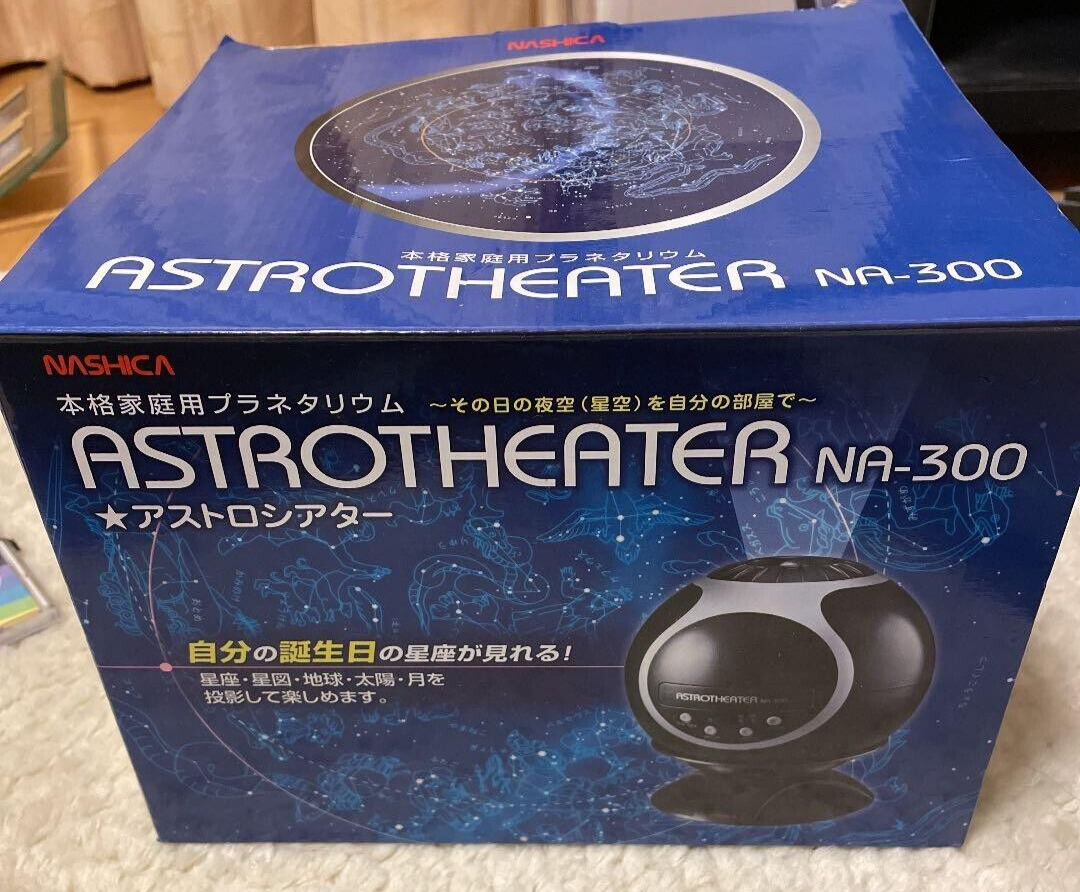 NASHICA
本格家庭用プラネタリウム
ASTROTHEATER NA-300
NASHICA
本格家庭用プラネタリウム ～その日の夜空(星空)を自分の部屋で～
ASTROTHEATER NA-300
★アストロシアター
自分の誕生日の星座が見れる!
星座・星図・地球・太陽・月を
投影して楽しめます。
ASTROTHEATER NA-300